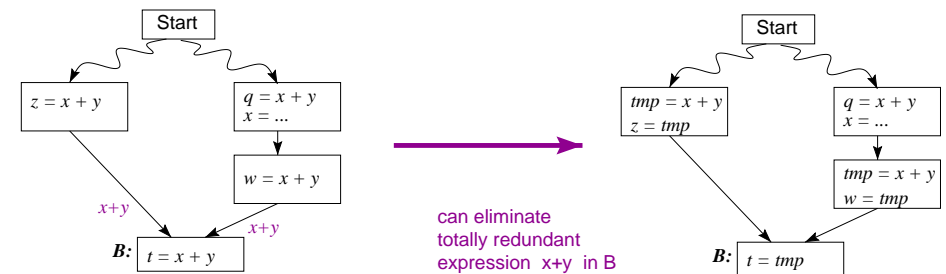 Start
z = x + y
q = x + y
x = ...
w = x + y
x+y
x+y
B:
t = x + y
can eliminate
totally redundant
expression x+y in B
Start
tmp = x + y
z = tmp
q = x + y
x = ...
tmp = x + y
w = tmp
B:
t = tmp